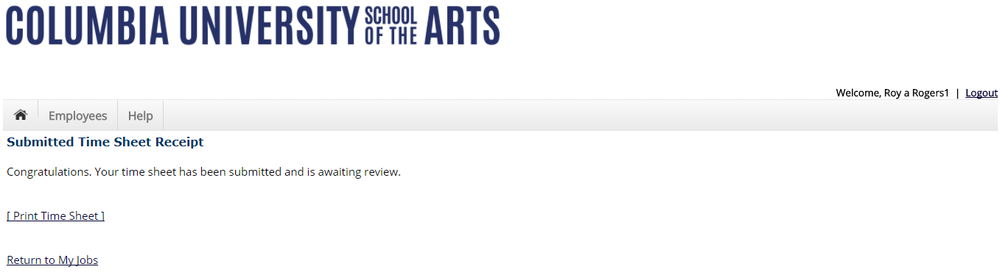 COLUMBIA UNIVERSITY SCHOOL OF THE ARTS
Welcome, Roy a Rogers1 | Logout
Employees Help
Submitted Time Sheet Receipt
Congratulations. Your time sheet has been submitted and is awaiting review.
[ Print Time Sheet ]
Return to My Jobs